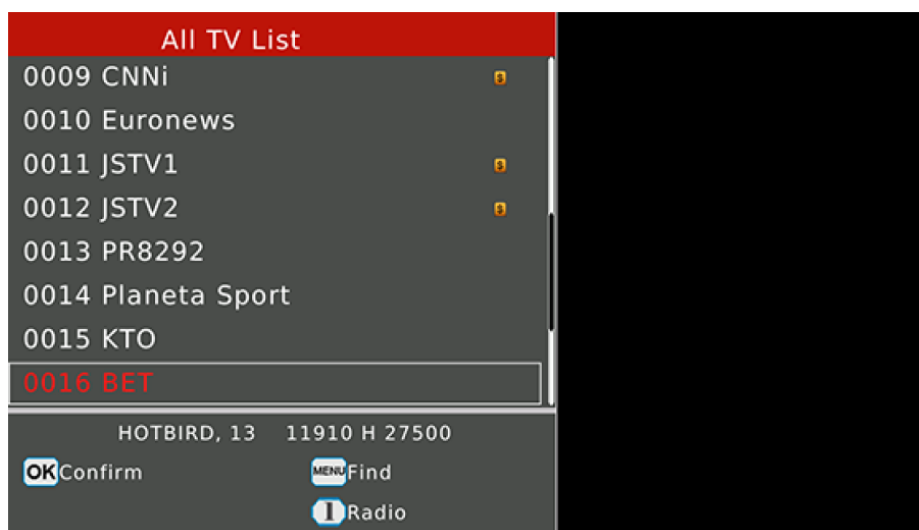 All TV List
0009 CNNi $
0010 Euronews
0011 JSTV1 $
0012 JSTV2 $
0013 PR8292
0014 Planeta Sport
0015 KTO
0016 BET
HOTBIRD, 13 11910 H 27500
OK Confirm MENU Find
1 Radio